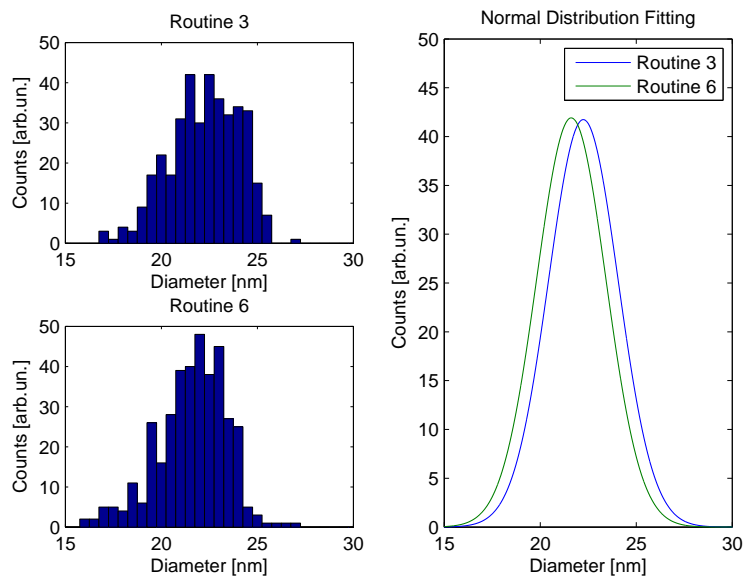 Routine 3
Counts [arb.un.]
50
40
30
20
10
0
15 20 25 30
Diameter [nm]
Routine 6
Counts [arb.un.]
50
40
30
20
10
0
15 20 25 30
Diameter [nm]
Normal Distribution Fitting
Routine 3
Routine 6
Counts [arb.un.]
50
45
40
35
30
25
20
15
10
5
0
15 20 25 30
Diameter [nm]